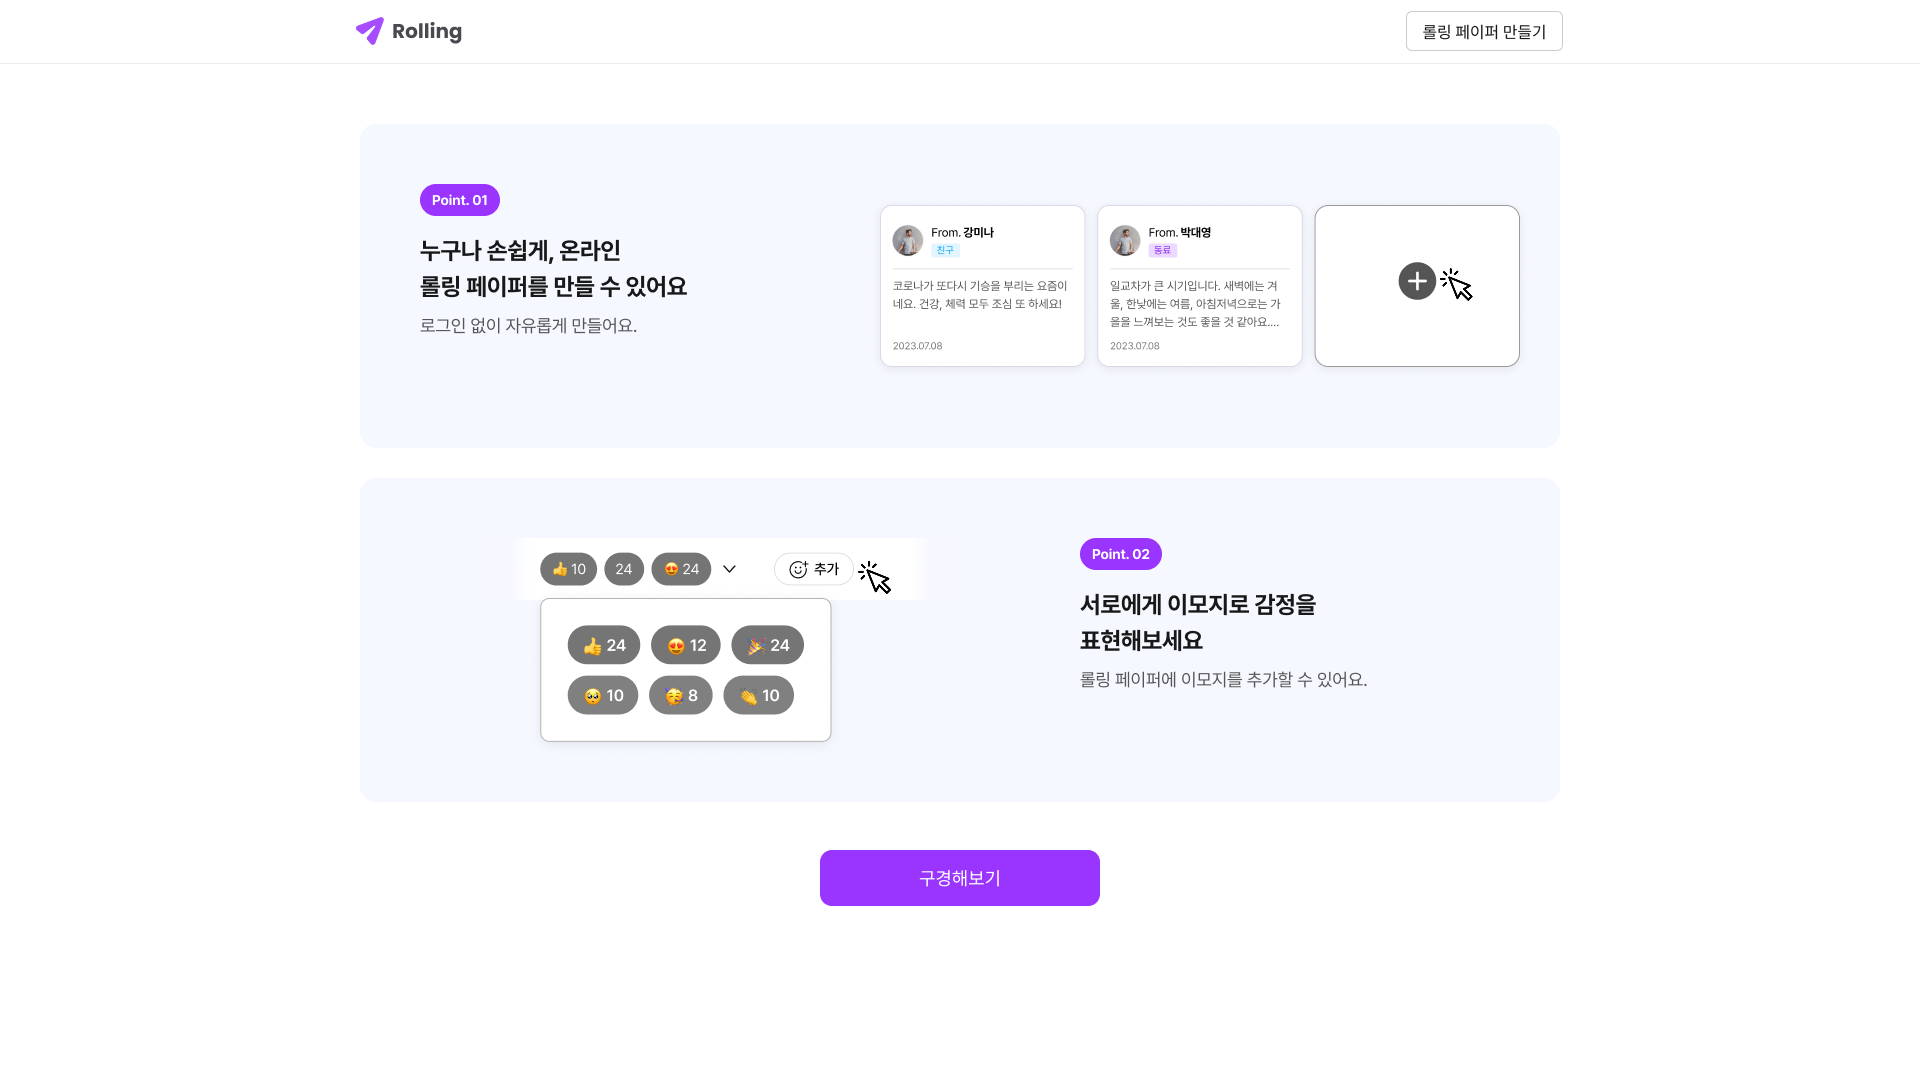 Rolling
롤링 페이퍼 만들기
Point. 01
누구나 손쉽게, 온라인
롤링 페이퍼를 만들 수 있어요
로그인 없이 자유롭게 만들어요.
From. 강미나
친구
코로나가 또다시 기승을 부리는 요즘이
네요. 건강, 체력 모두 조심 또 하세요!
2023.07.08
From. 박대영
동료
일교차가 큰 시기입니다. 새벽에는 겨
울, 한낮에는 여름, 아침저녁으로는 가
을을 느껴보는 것도 좋을 것 같아요....
2023.07.08
👍 10
24
😍 24
추가
👍 24
😍 12
🎉 24
🥺 10
🥳 8
👏 10
Point. 02
서로에게 이모지로 감정을
표현해보세요
롤링 페이퍼에 이모지를 추가할 수 있어요.
구경해보기